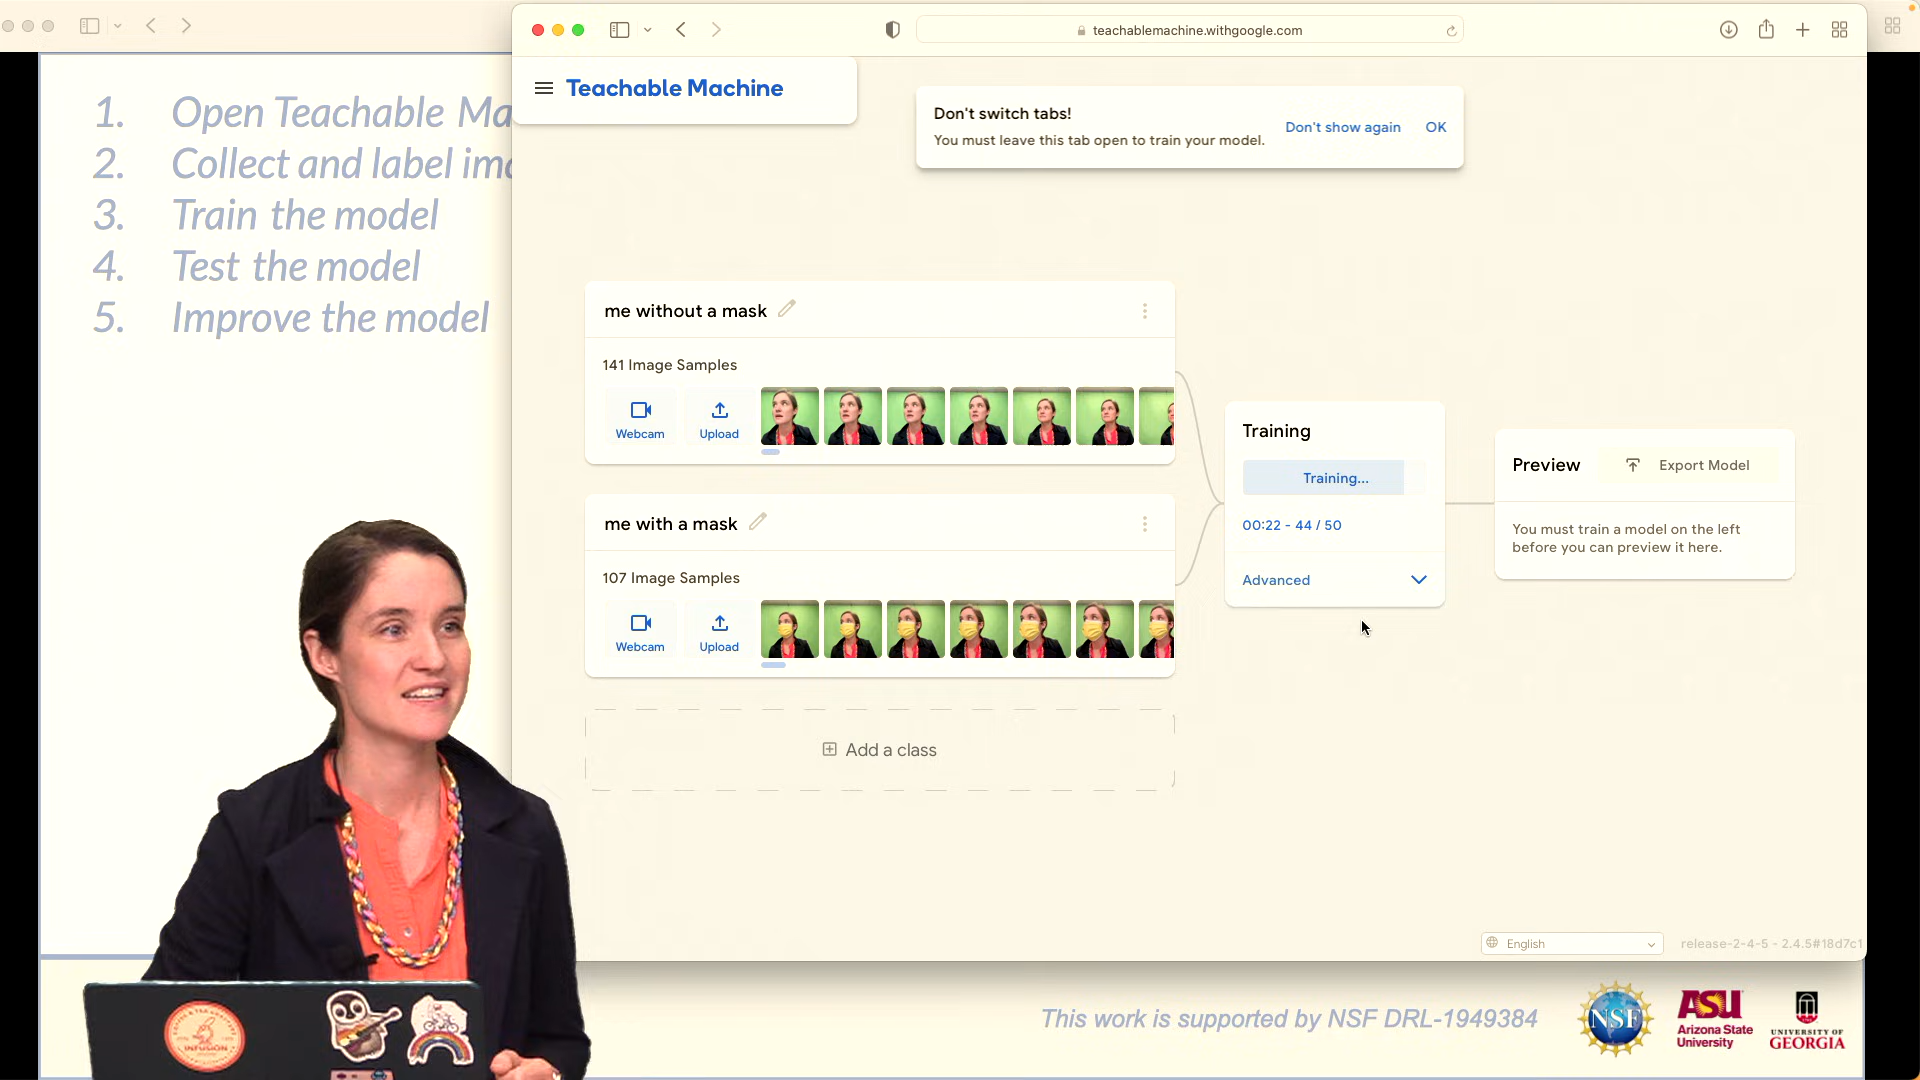 teachablemachine.withgoogle.com
Teachable Machine
Don't switch tabs!
You must leave this tab open to train your model.
Don't show again
OK
1. Open Teachable Ma
2. Collect and label ima
3. Train the model
4. Test the model
5. Improve the model
me without a mask
141 Image Samples
Webcam
Upload
me with a mask
107 Image Samples
Webcam
Upload
Add a class
Training
Training...
00:22 - 44 / 50
Advanced
Preview
Export Model
You must train a model on the left
before you can preview it here.
English
release-2-4-5 - 2.4.5#18d7c1
This work is supported by NSF DRL-1949384
NSF
ASU
Arizona State
University
UNIVERSITY OF
GEORGIA
INFUSION